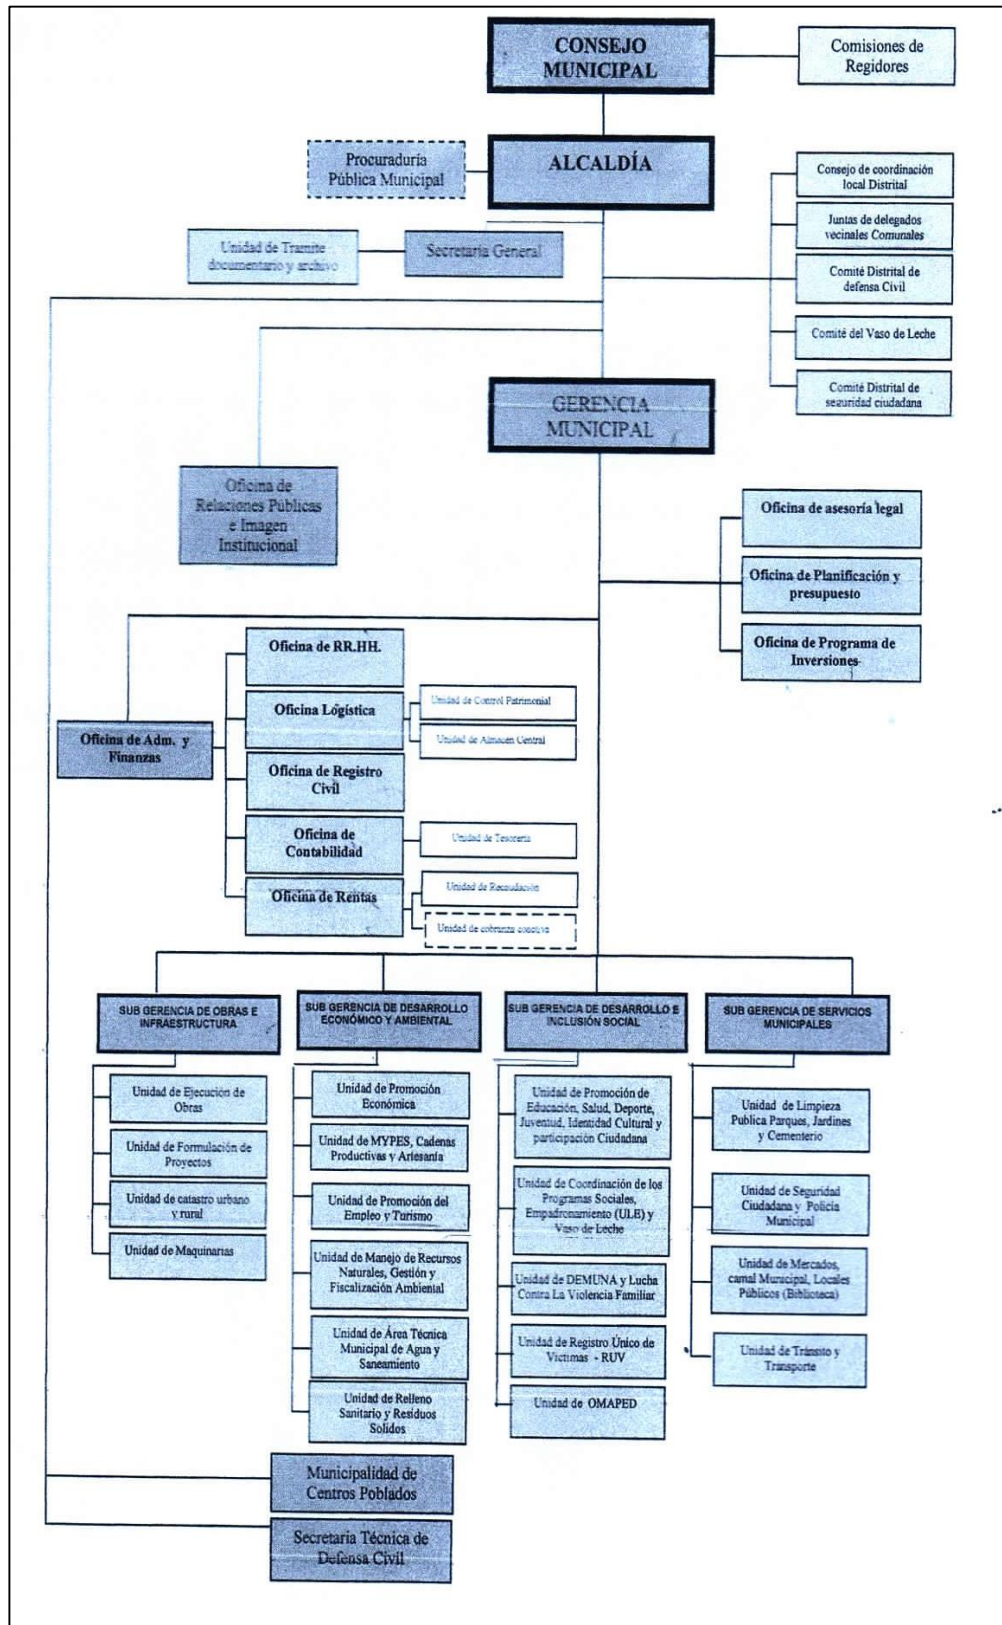 CONSEJO
MUNICIPAL
Comisiones de
Regidores
Procuraduría
Pública Municipal
ALCALDÍA
Consejo de coordinación
local Distrital
Juntas de delegados
vecinales Comunales
Unidad de Tramite
documentario y archivo
Secretaría General
Comité Distrital de
defensa Civil
Comité del Vaso de Leche
Comité Distrital de
seguridad ciudadana
GERENCIA
MUNICIPAL
Oficina de
Relaciones Públicas
e Imagen
Institucional
Oficina de asesoría legal
Oficina de Planificación y
presupuesto
Oficina de Programa de
Inversiones
Oficina de Adm. y
Finanzas
Oficina de RR.HH.
Oficina Logística
Unidad de Control Patrimonial
Unidad de Almacén Central
Oficina de Registro
Civil
Oficina de
Contabilidad
Unidad de Tesorería
Oficina de Rentas
Unidad de Recaudación
Unidad de cobranza coactiva
SUB GERENCIA DE OBRAS E
INFRAESTRUCTURA
Unidad de Ejecución de
Obras
Unidad de Formulación de
Proyectos
Unidad de catastro urbano
y rural
Unidad de Maquinarias
SUB GERENCIA DE DESARROLLO
ECONÓMICO Y AMBIENTAL
Unidad de Promoción
Económica
Unidad de MYPES, Cadenas
Productivas y Artesanía
Unidad de Promoción del
Empleo y Turismo
Unidad de Manejo de Recursos
Naturales, Gestión y
Fiscalización Ambiental
Unidad de Área Técnica
Municipal de Agua y
Saneamiento
Unidad de Relleno
Sanitario y Residuos
Solidos
SUB GERENCIA DE DESARROLLO E
INCLUSIÓN SOCIAL
Unidad de Promoción de
Educación, Salud, Deporte,
Juventud, Identidad Cultural y
participación Ciudadana
Unidad de Coordinación de los
Programas Sociales,
Empadronamiento (ULE) y
Vaso de Leche
Unidad de DEMUNA y Lucha
Contra La Violencia Familiar
Unidad de Registro Único de
Victimas - RUV
Unidad de OMAPED
SUB GERENCIA DE SERVICIOS
MUNICIPALES
Unidad de Limpieza
Publica Parques, Jardines
y Cementerio
Unidad de Seguridad
Ciudadana y Policía
Municipal
Unidad de Mercados,
camal Municipal, Locales
Públicos (Biblioteca)
Unidad de Tránsito y
Transporte
Municipalidad de
Centros Poblados
Secretaria Técnica de
Defensa Civil